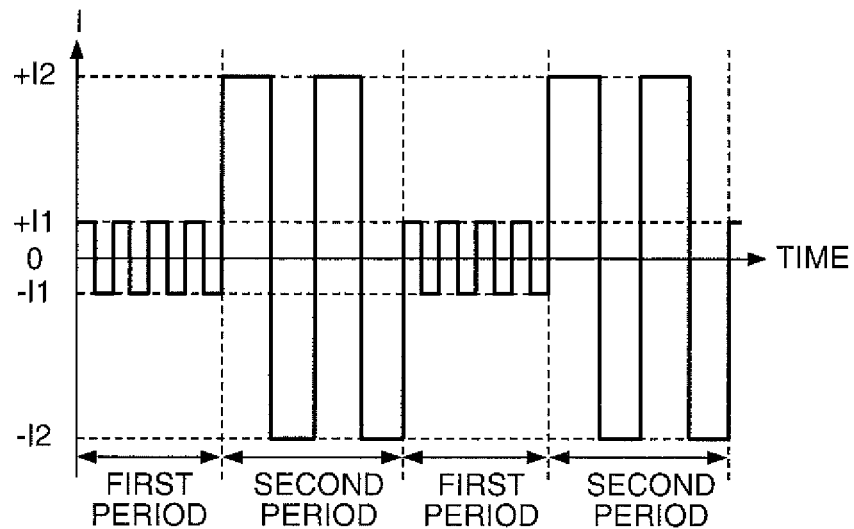 I
+I2
+I1
0
-I1
-I2
TIME
FIRST PERIOD
SECOND PERIOD
FIRST PERIOD
SECOND PERIOD